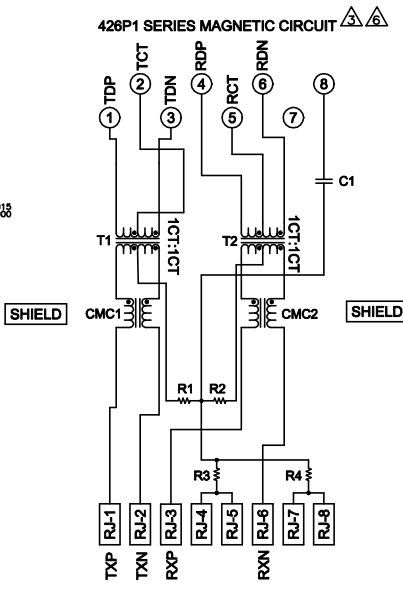 426P1 SERIES MAGNETIC CIRCUIT 3 6
TDP
TCT
TDN
RDP
RCT
RDN
1
2
3
4
5
6
7
8
C1
T1
1CT:1CT
T2
1CT:1CT
SHIELD
CMC1
CMC2
SHIELD
R1
R2
R3
R4
RJ-1
RJ-2
RJ-3
RJ-4
RJ-5
RJ-6
RJ-7
RJ-8
TXP
TXN
RXP
RXN